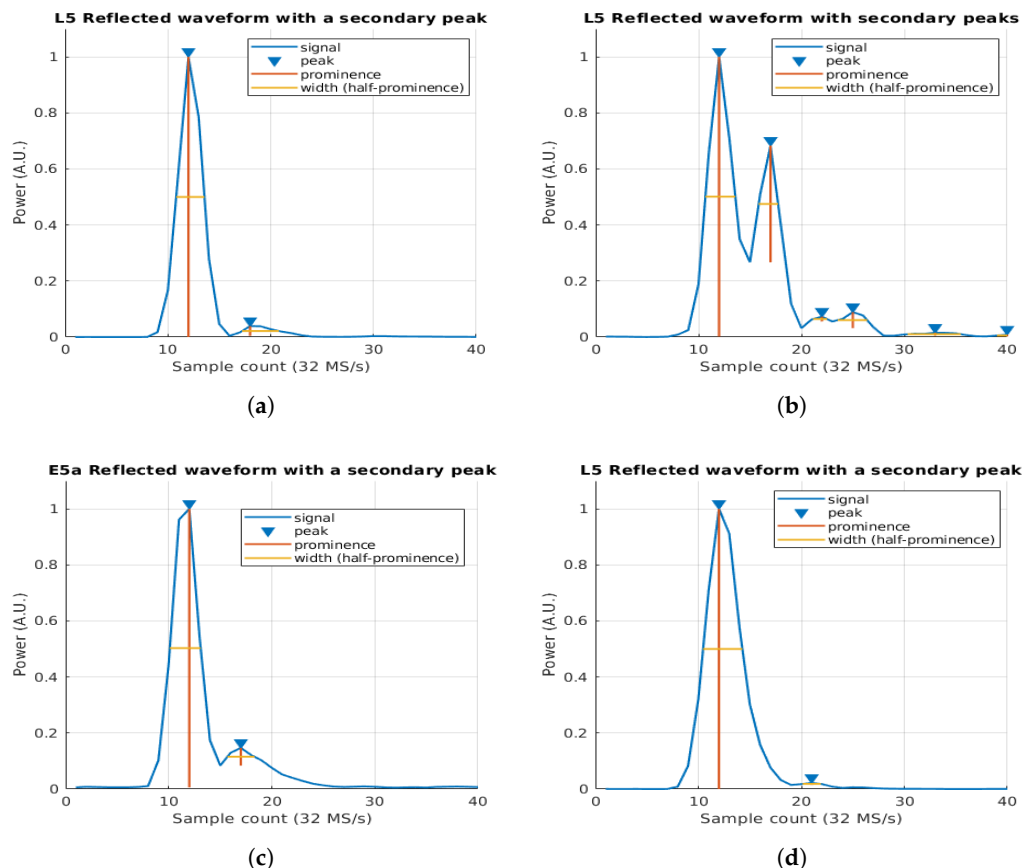 L5 Reflected waveform with a secondary peak
signal
peak
prominence
width (half-prominence)
1
0.8
0.6
0.4
0.2
0
Power (A.U.)
0 10 20 30 40
Sample count (32 MS/s)
(a)
L5 Reflected waveform with secondary peaks
signal
peak
prominence
width (half-prominence)
1
0.8
0.6
0.4
0.2
0
Power (A.U.)
0 10 20 30 40
Sample count (32 MS/s)
(b)
E5a Reflected waveform with a secondary peak
signal
peak
prominence
width (half-prominence)
1
0.8
0.6
0.4
0.2
0
Power (A.U.)
0 10 20 30 40
Sample count (32 MS/s)
(c)
L5 Reflected waveform with a secondary peak
signal
peak
prominence
width (half-prominence)
1
0.8
0.6
0.4
0.2
0
Power (A.U.)
0 10 20 30 40
Sample count (32 MS/s)
(d)